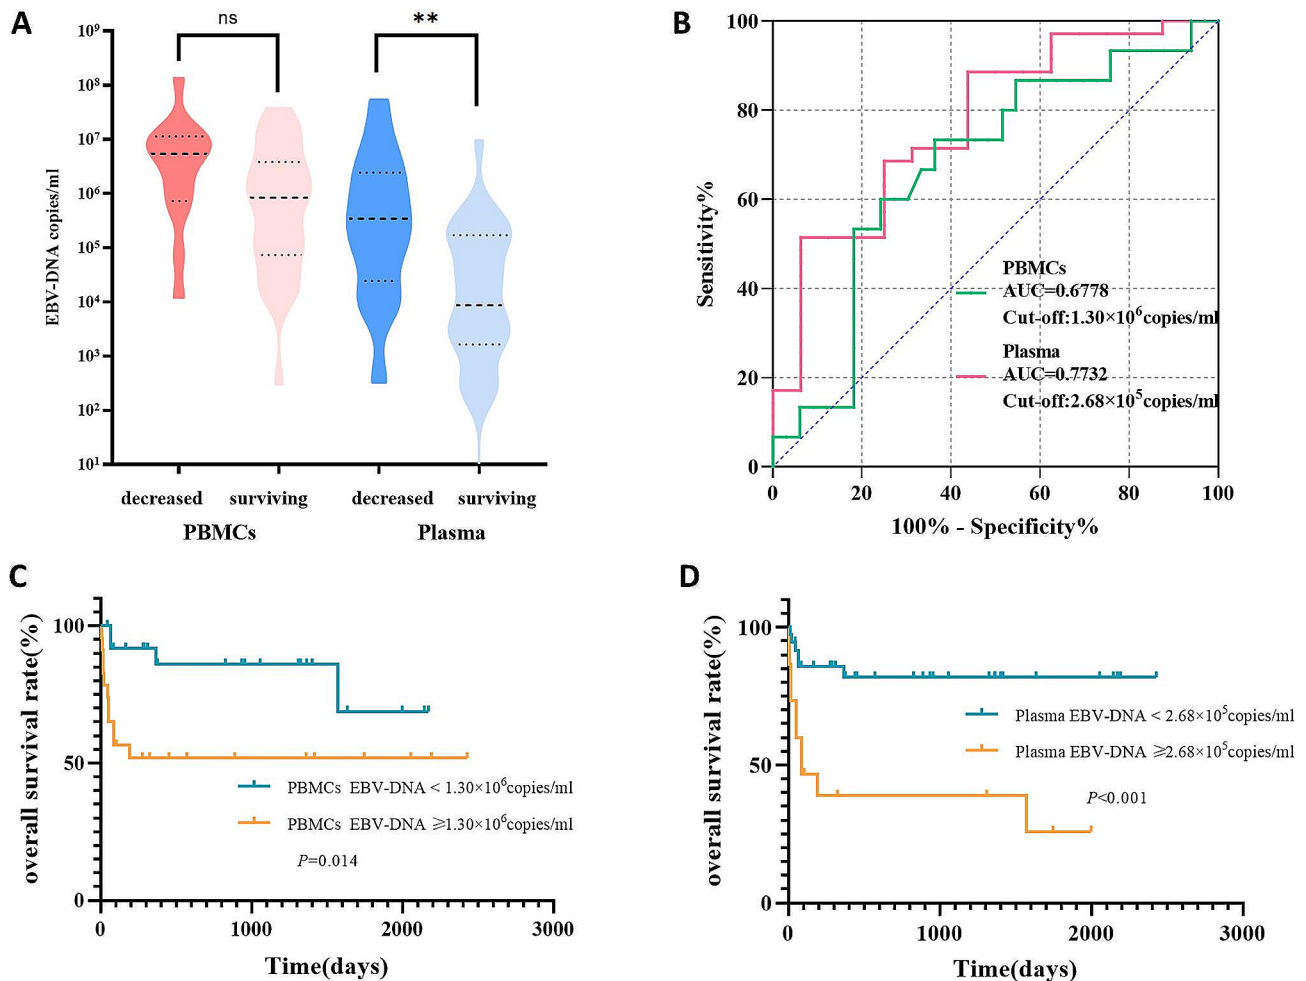 A
ns
**
EBV-DNA copies/ml
10⁹
10⁸
10⁷
10⁶
10⁵
10⁴
10³
10²
10¹
decreased surviving decreased surviving
PBMCs Plasma
B
Sensitivity%
100
80
60
40
20
0
PBMCs
AUC=0.6778
Cut-off:1.30×10⁶copies/ml
Plasma
AUC=0.7732
Cut-off:2.68×10⁵copies/ml
0 20 40 60 80 100
100% - Specificity%
C
overall survival rate(%)
100
50
0
PBMCs EBV-DNA < 1.30×10⁶copies/ml
PBMCs EBV-DNA ⩾1.30×10⁶copies/ml
P=0.014
0 1000 2000 3000
Time(days)
D
overall survival rate(%)
100
50
0
Plasma EBV-DNA < 2.68×10⁵copies/ml
Plasma EBV-DNA ⩾2.68×10⁵copies/ml
P<0.001
0 1000 2000 3000
Time(days)